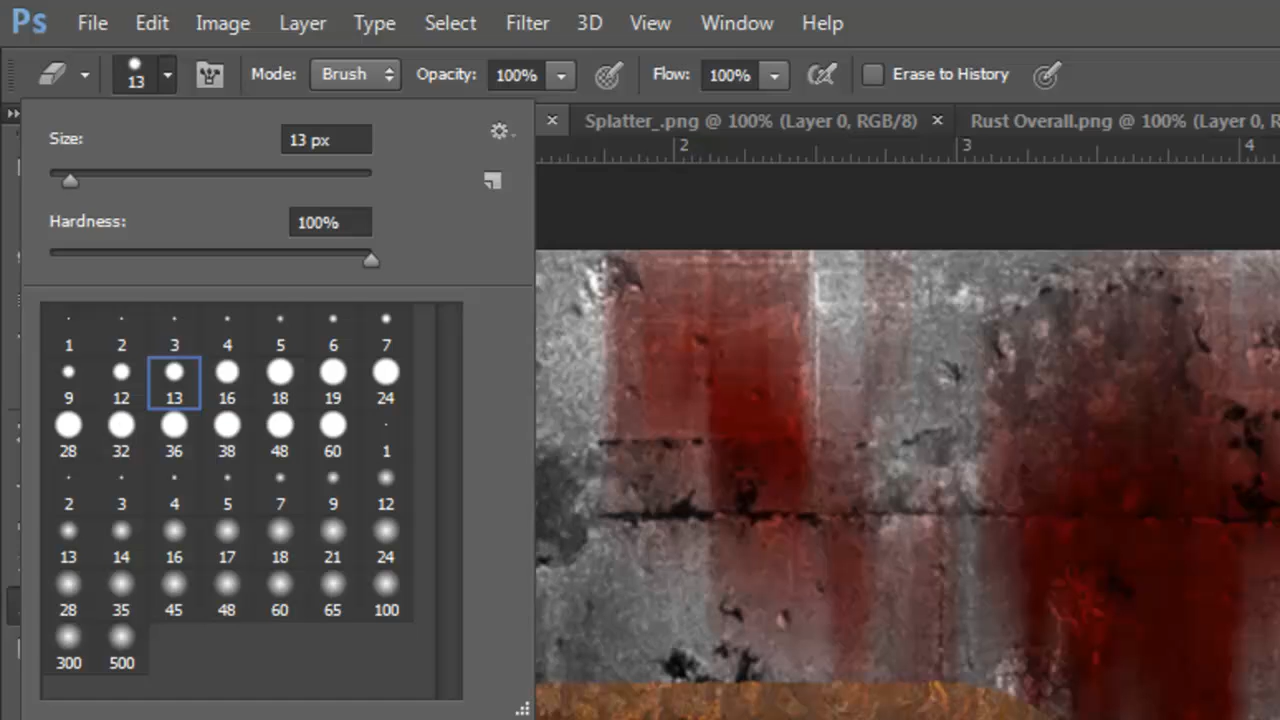 Ps File Edit Image Layer Type Select Filter 3D View Window Help
13 Mode: Brush Opacity: 100% Flow: 100% Erase to History
Splatter_.png @ 100% (Layer 0, RGB/8) Rust Overall.png @ 100% (Layer 0, R
Size: 13 px
2 3 4
Hardness: 100%
1 2 3 4 5 6 7
9 12 13 16 18 19 24
28 32 36 38 48 60 1
2 3 4 5 7 9 12
13 14 16 17 18 21 24
28 35 45 48 60 65 100
300 500